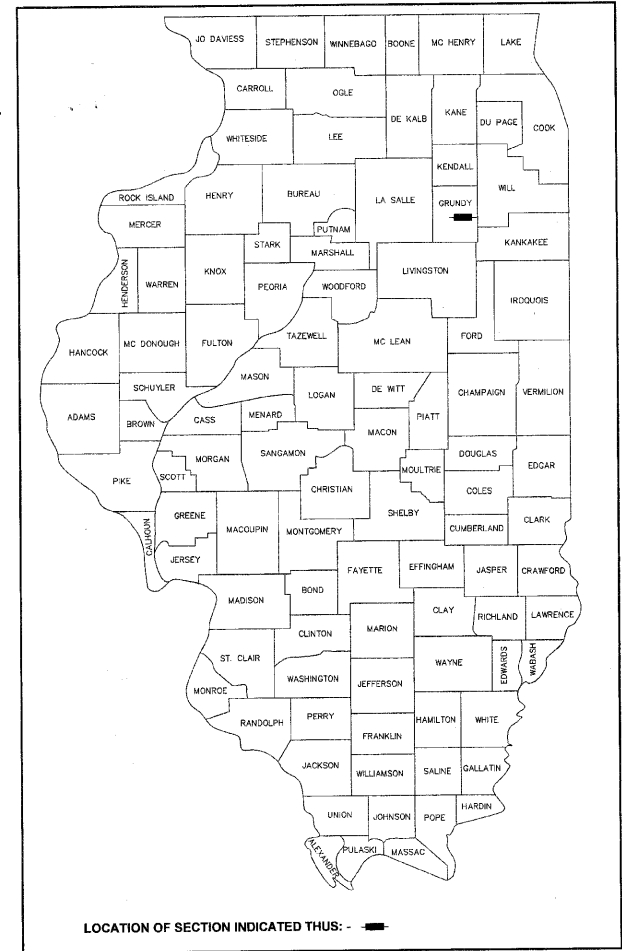 JO DAVIESS STEPHENSON WINNEBAGO BOONE MC HENRY LAKE
CARROLL OGLE DE KALB KANE DU PAGE COOK
WHITESIDE LEE KENDALL WILL
ROCK ISLAND HENRY BUREAU LA SALLE GRUNDY
MERCER PUTNAM
STARK MARSHALL KANKAKEE
HENDERSON WARREN KNOX PEORIA WOODFORD LIVINGSTON IROQUOIS
HANCOCK MC DONOUGH FULTON TAZEWELL MC LEAN FORD
MASON
SCHUYLER LOGAN DE WITT CHAMPAIGN VERMILION
ADAMS BROWN CASS MENARD MACON PIATT
MORGAN SANGAMON DOUGLAS EDGAR
PIKE SCOTT CHRISTIAN MOULTRIE COLES
GREENE MACOUPIN MONTGOMERY SHELBY CUMBERLAND CLARK
CALHOUN JERSEY FAYETTE EFFINGHAM JASPER CRAWFORD
MADISON BOND CLAY RICHLAND LAWRENCE
CLINTON MARION
ST. CLAIR WAYNE EDWARDS WABASH
MONROE WASHINGTON JEFFERSON
RANDOLPH PERRY HAMILTON WHITE
FRANKLIN
JACKSON WILLIAMSON SALINE GALLATIN
UNION JOHNSON POPE HARDIN
ALEXANDER PULASKI MASSAC
LOCATION OF SECTION INDICATED THUS: -